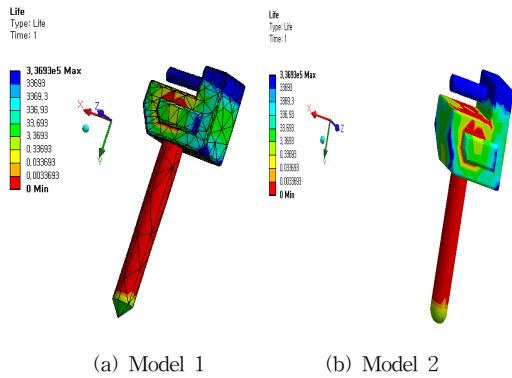 Life
Type: Life
Time: 1
3,3693e5 Max
33693
3369,3
336,93
33,693
3,3693
0,33693
0,033693
0,0033693
0 Min
X
Z
Y
(a) Model 1
Life
Type: Life
Time: 1
3,3693e5 Max
33693
3369,3
336,93
33,693
3,3693
0,33693
0,033693
0,0033693
0 Min
X
Z
Y
(b) Model 2